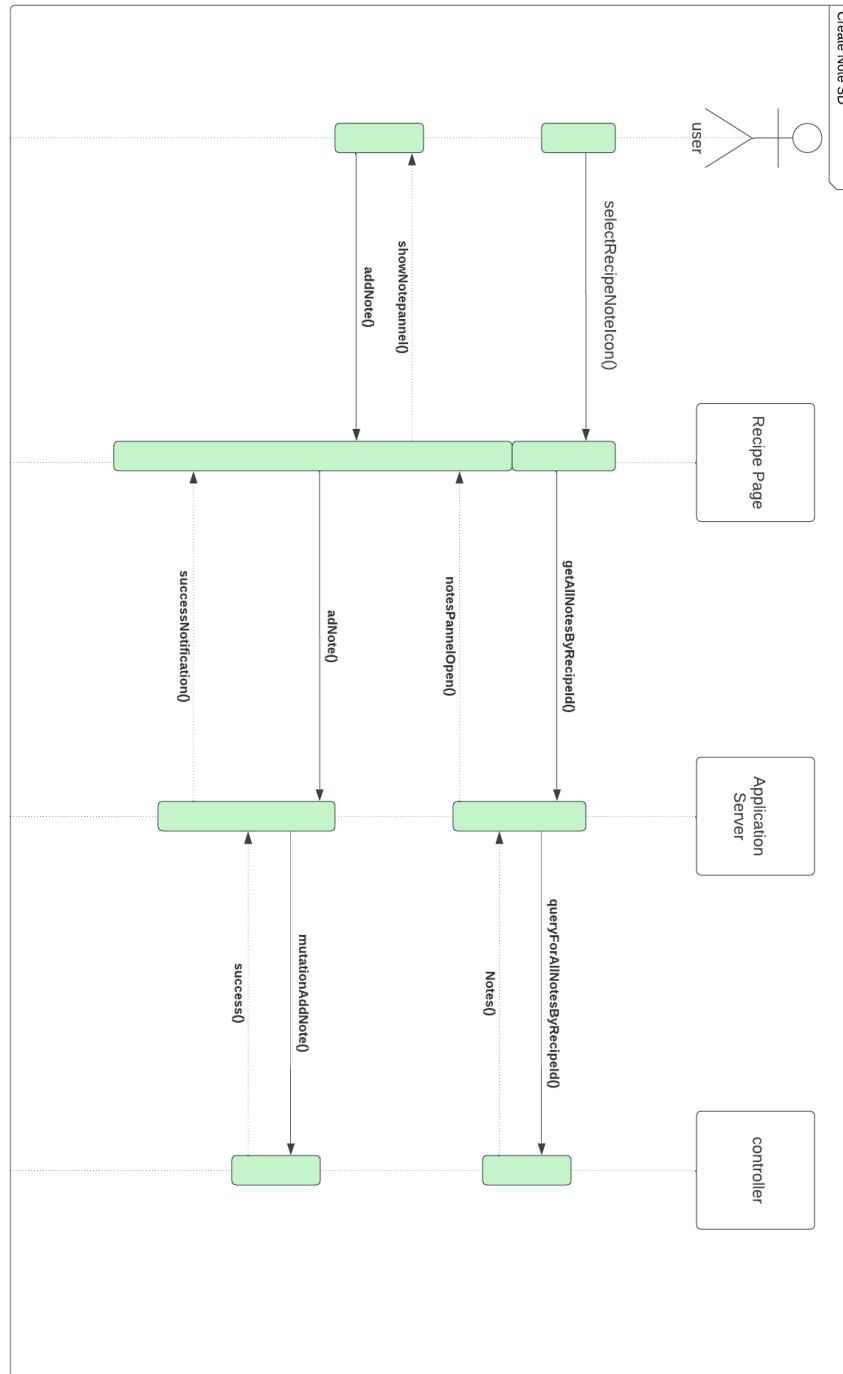 Create Note SD
user
Recipe Page
Application
Server
controller
selectRecipeNoteIcon()
getAllNotesByRecipeId()
queryForAllNotesByRecipeId()
Notes()
notesPannelOpen()
showNotepannel()
addNote()
adNote()
mutationAddNote()
success()
successNotification()